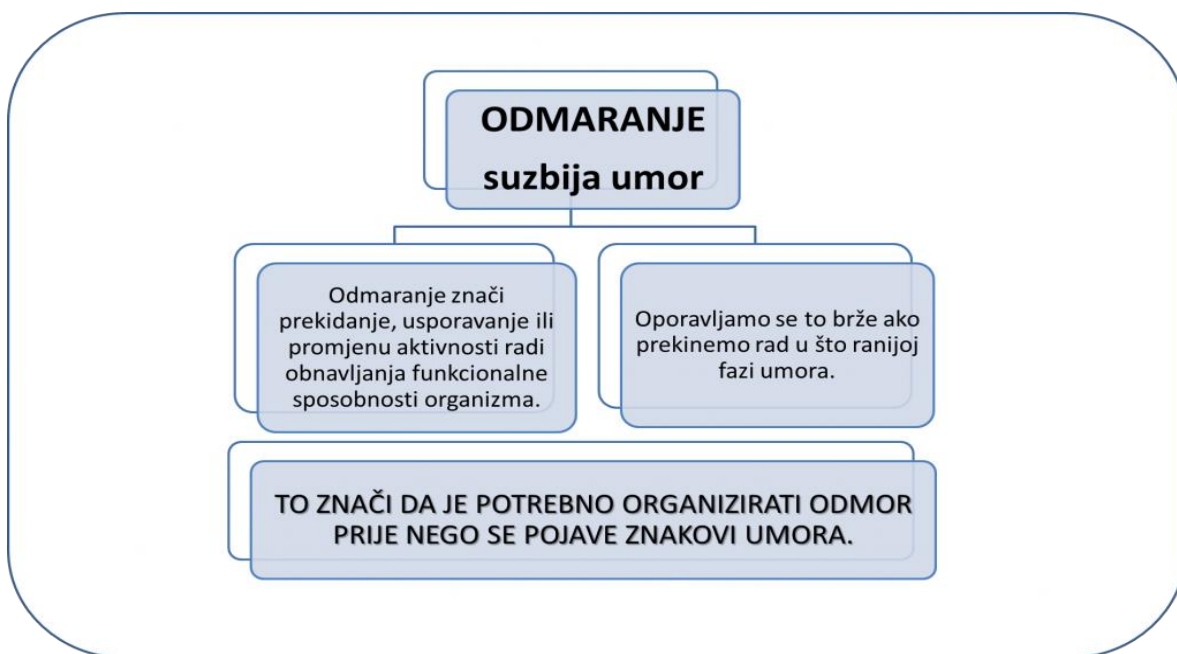 ODMARANJE
suzbija umor
Odmaranje znači
prekidanje, usporavanje ili
promjenu aktivnosti radi
obnavljanja funkcionalne
sposobnosti organizma.
Oporavljamo se to brže ako
prekinemo rad u što ranijoj
fazi umora.
TO ZNAČI DA JE POTREBNO ORGANIZIRATI ODMOR
PRIJE NEGO SE POJAVE ZNAKOVI UMORA.